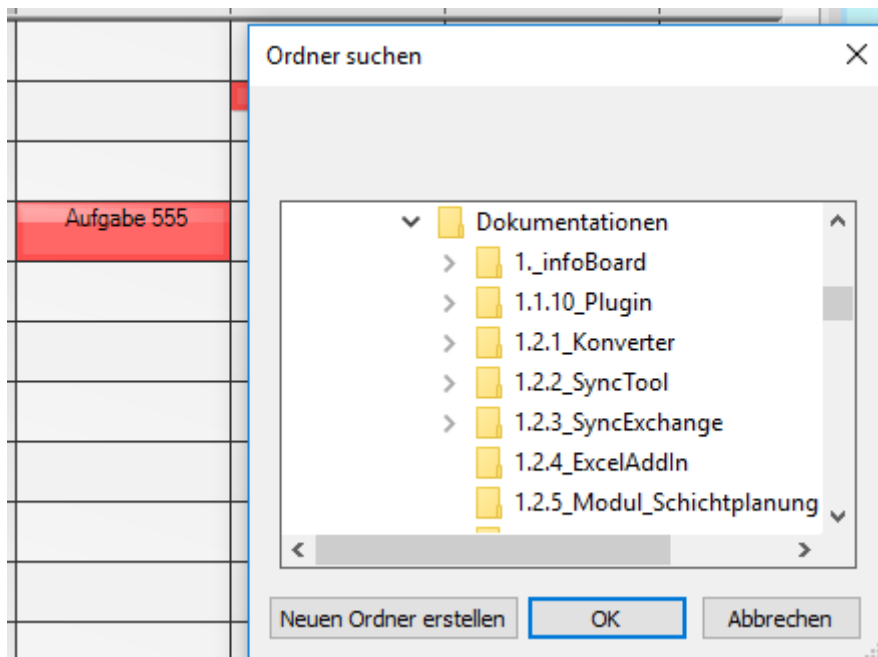 Ordner suchen
Aufgabe 555
Dokumentationen
1._infoBoard
1.1.10_Plugin
1.2.1_Konverter
1.2.2_SyncTool
1.2.3_SyncExchange
1.2.4_ExcelAddIn
1.2.5_Modul_Schichtplanung
Neuen Ordner erstellen OK Abbrechen